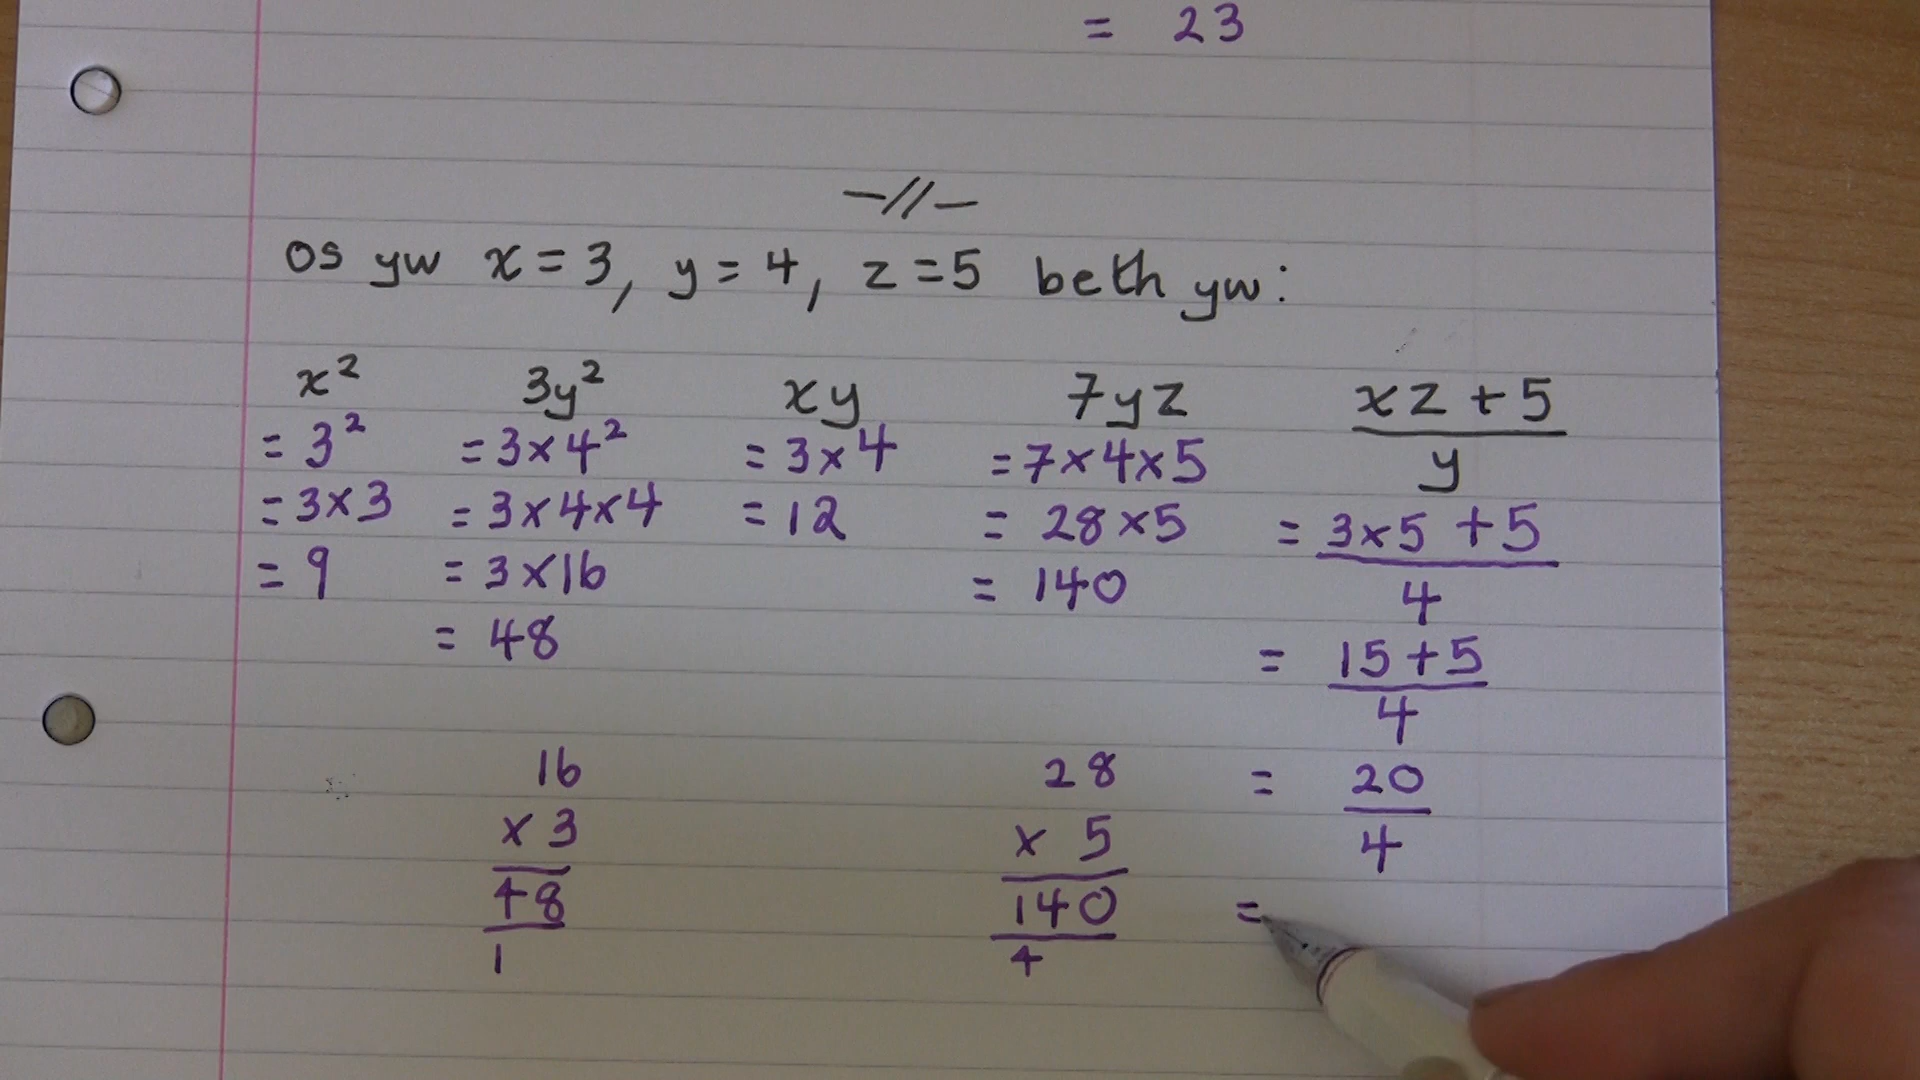 = 23
—//—
Os yw x = 3, y = 4, z = 5 beth yw:
x²
= 3²
= 3 × 3
= 9
3y²
= 3 × 4²
= 3 × 4 × 4
= 3 × 16
= 48
16
× 3
48
1
xy
= 3 × 4
= 12
7yz
= 7 × 4 × 5
= 28 × 5
= 140
28
× 5
140
4
xz + 5
y
= 3 × 5 + 5
4
= 15 + 5
4
= 20
4
=